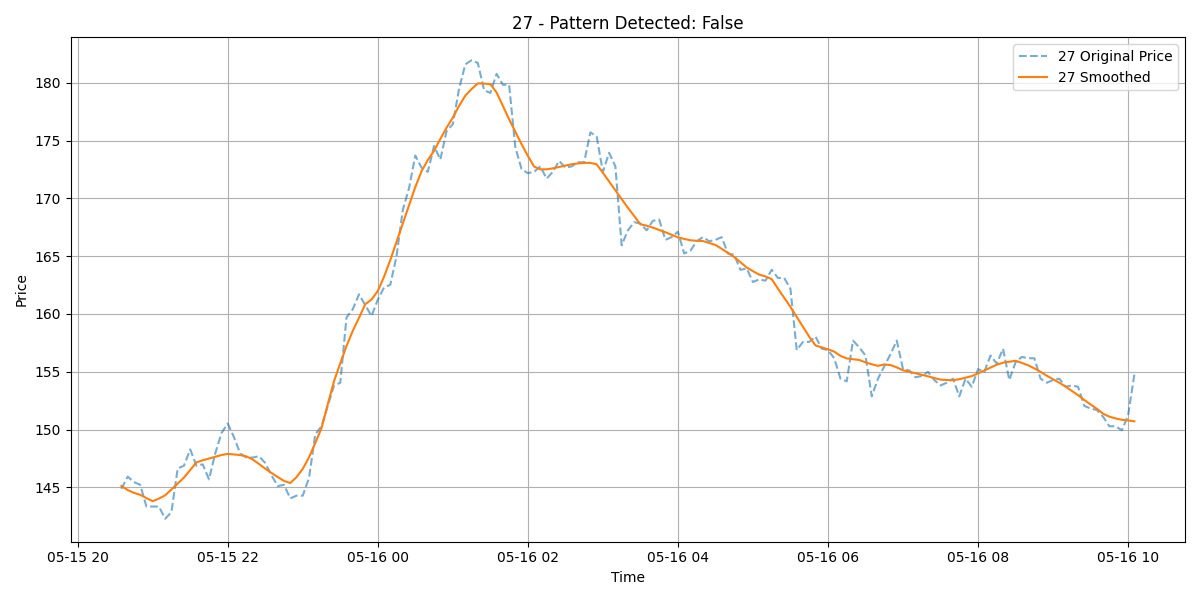 27 - Pattern Detected: False
27 Original Price
27 Smoothed
Price
180
175
170
165
160
155
150
145
05-15 20 05-15 22 05-16 00 05-16 02 05-16 04 05-16 06 05-16 08 05-16 10
Time